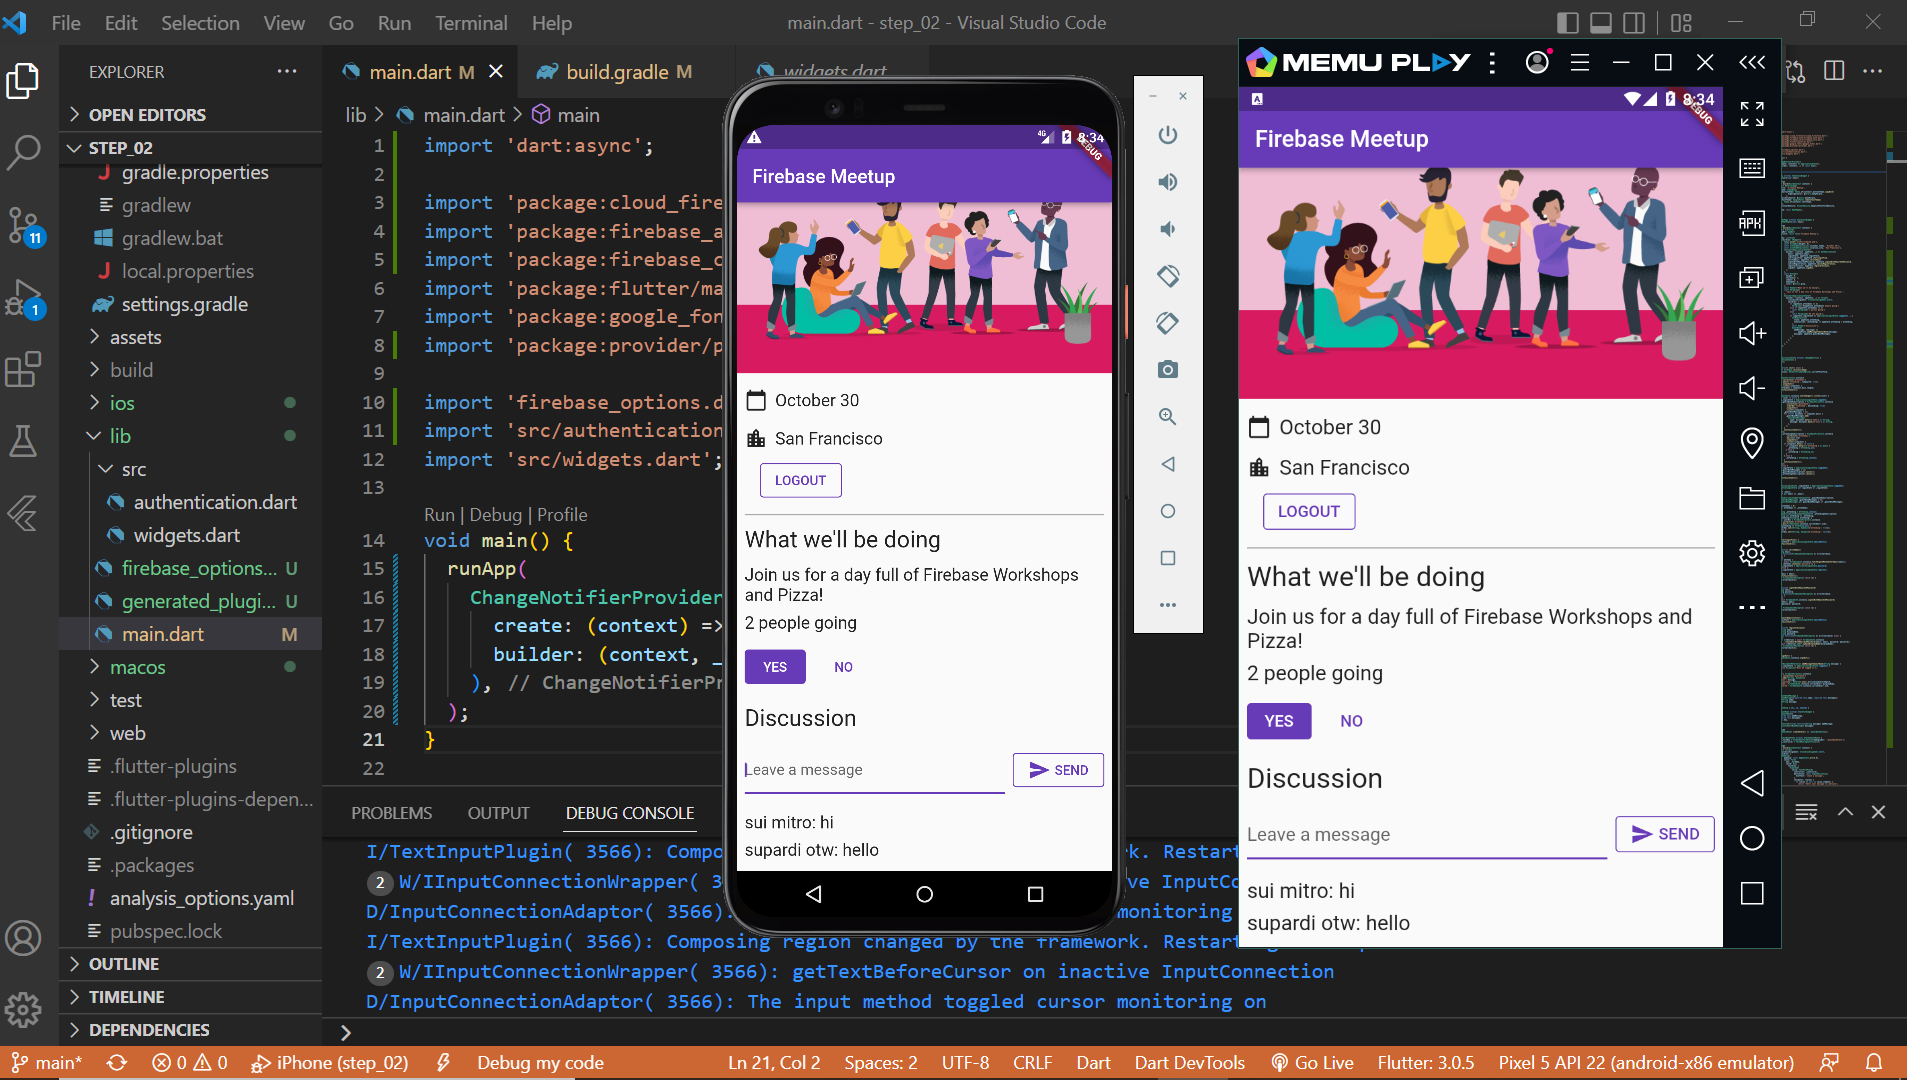 File Edit Selection View Go Run Terminal Help
main.dart - step_02 - Visual Studio Code
EXPLORER
OPEN EDITORS
STEP_02
gradle.properties
gradlew
gradlew.bat
local.properties
settings.gradle
assets
build
ios
lib
src
authentication.dart
widgets.dart
firebase_options... U
generated_plugi... U
main.dart M
macos
test
web
.flutter-plugins
.flutter-plugins-depen...
.gitignore
.packages
analysis_options.yaml
pubspec.lock
OUTLINE
TIMELINE
DEPENDENCIES
11
1
main.dart M
build.gradle M
widgets.dart
lib > main.dart > main
1 import 'dart:async';
2
3 import 'package:cloud_fire
4 import 'package:firebase_a
5 import 'package:firebase_
6 import 'package:flutter/ma
7 import 'package:google_fon
8 import 'package:provider/p
9
10 import 'firebase_options.d
11 import 'src/authentication
12 import 'src/widgets.dart';
13
Run | Debug | Profile
14 void main() {
15 runApp(
16 ChangeNotifierProvider
17 create: (context) =>
18 builder: (context, _
19 ), // ChangeNotifierPr
20 );
21 }
22
PROBLEMS OUTPUT DEBUG CONSOLE
I/TextInputPlugin( 3566): Compo rk. Restart
2 W/IInputConnectionWrapper( 3 ive InputCo
D/InputConnectionAdaptor( 3566): monitoring
I/TextInputPlugin( 3566): Composing region changed by the framework. Restart
2 W/IInputConnectionWrapper( 3566): getTextBeforeCursor on inactive InputConnection
D/InputConnectionAdaptor( 3566): The input method toggled cursor monitoring on
4G 8:34
DEBUG
Firebase Meetup
October 30
San Francisco
LOGOUT
What we'll be doing
Join us for a day full of Firebase Workshops
and Pizza!
2 people going
YES NO
Discussion
Leave a message
SEND
sui mitro: hi
supardi otw: hello
MEMU PLAY
A 8:34
DEBUG
Firebase Meetup
October 30
San Francisco
LOGOUT
What we'll be doing
Join us for a day full of Firebase Workshops and
Pizza!
2 people going
YES NO
Discussion
Leave a message
SEND
sui mitro: hi
supardi otw: hello
APK
main* 0 0 iPhone (step_02) Debug my code Ln 21, Col 2 Spaces: 2 UTF-8 CRLF Dart Dart DevTools Go Live Flutter: 3.0.5 Pixel 5 API 22 (android-x86 emulator)